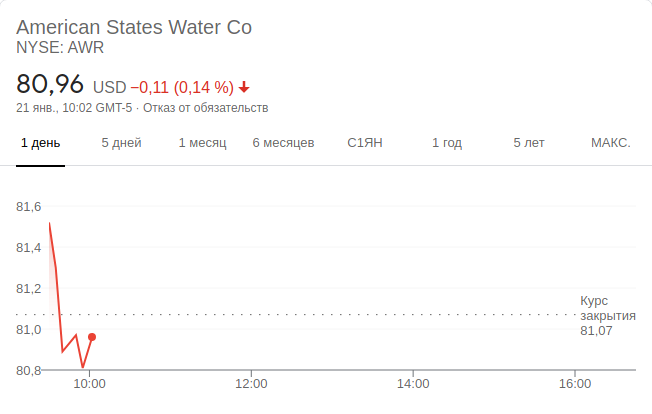 American States Water Co
NYSE: AWR
80,96 USD −0,11 (0,14 %)
21 янв., 10:02 GMT-5 · Отказ от обязательств
1 день 5 дней 1 месяц 6 месяцев С1ЯН 1 год 5 лет МАКС.
81,6
81,4
81,2
Курс
закрытия
81,07
81,0
80,8
10:00 12:00 14:00 16:00